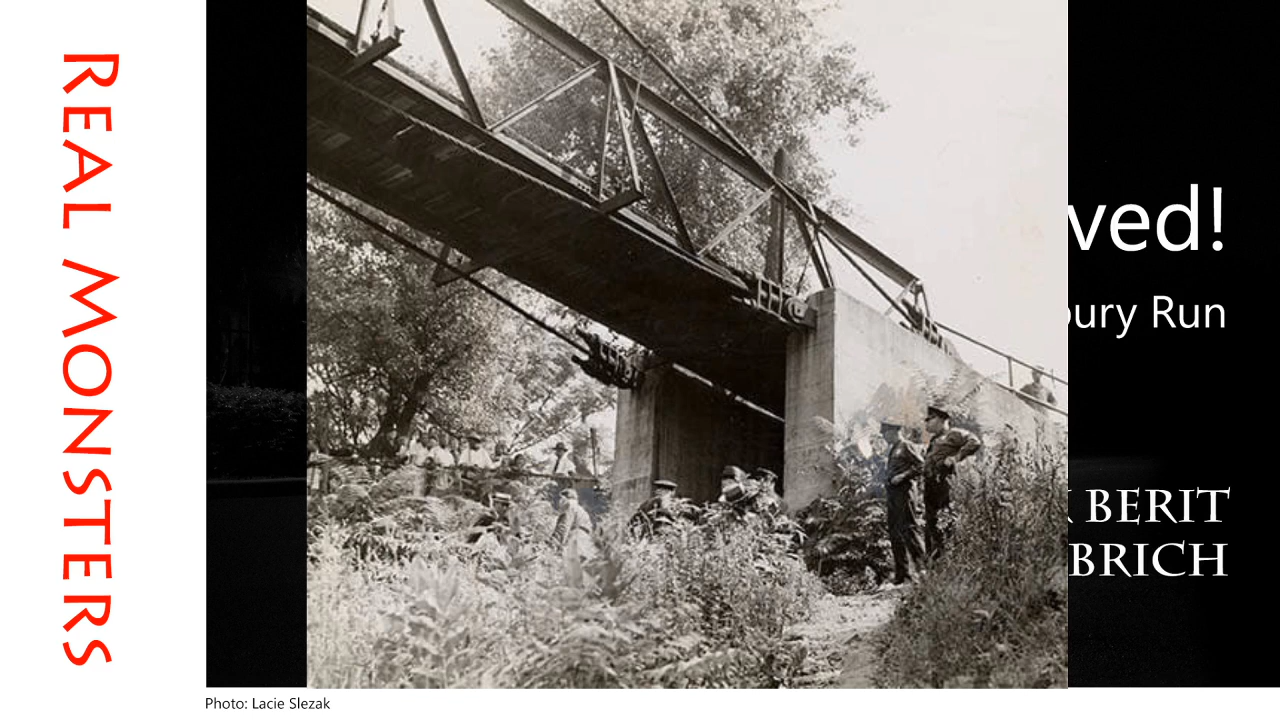 REAL MONSTERS
ved!
bury Run
BERIT
BRICH
Photo: Lacie Slezak